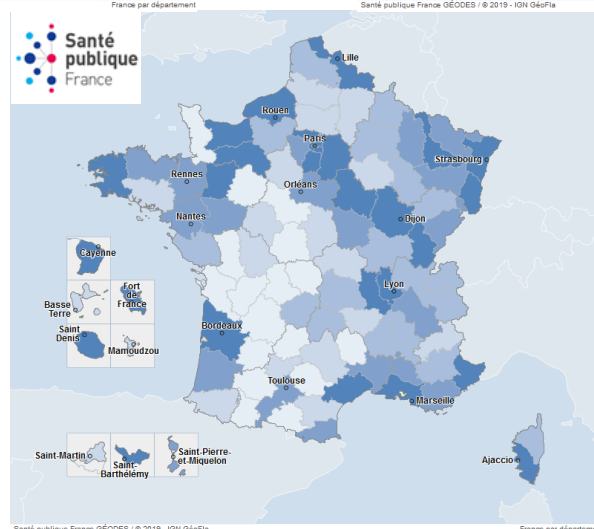 France par département
Santé publique France GÉODES / ® 2019 - IGN GéoFla
Santé
publique
France
Lille
Rouen
Paris
Strasbourg
Rennes
Orléans
Nantes
Dijon
Cayenne
Lyon
Fort
de
France
Basse
Terre
Saint
Denis
Mamoudzou
Bordeaux
Toulouse
Marseille
Saint-Martin
Saint-
Barthélémy
Saint-Pierre-
et-Miquelon
Ajaccio